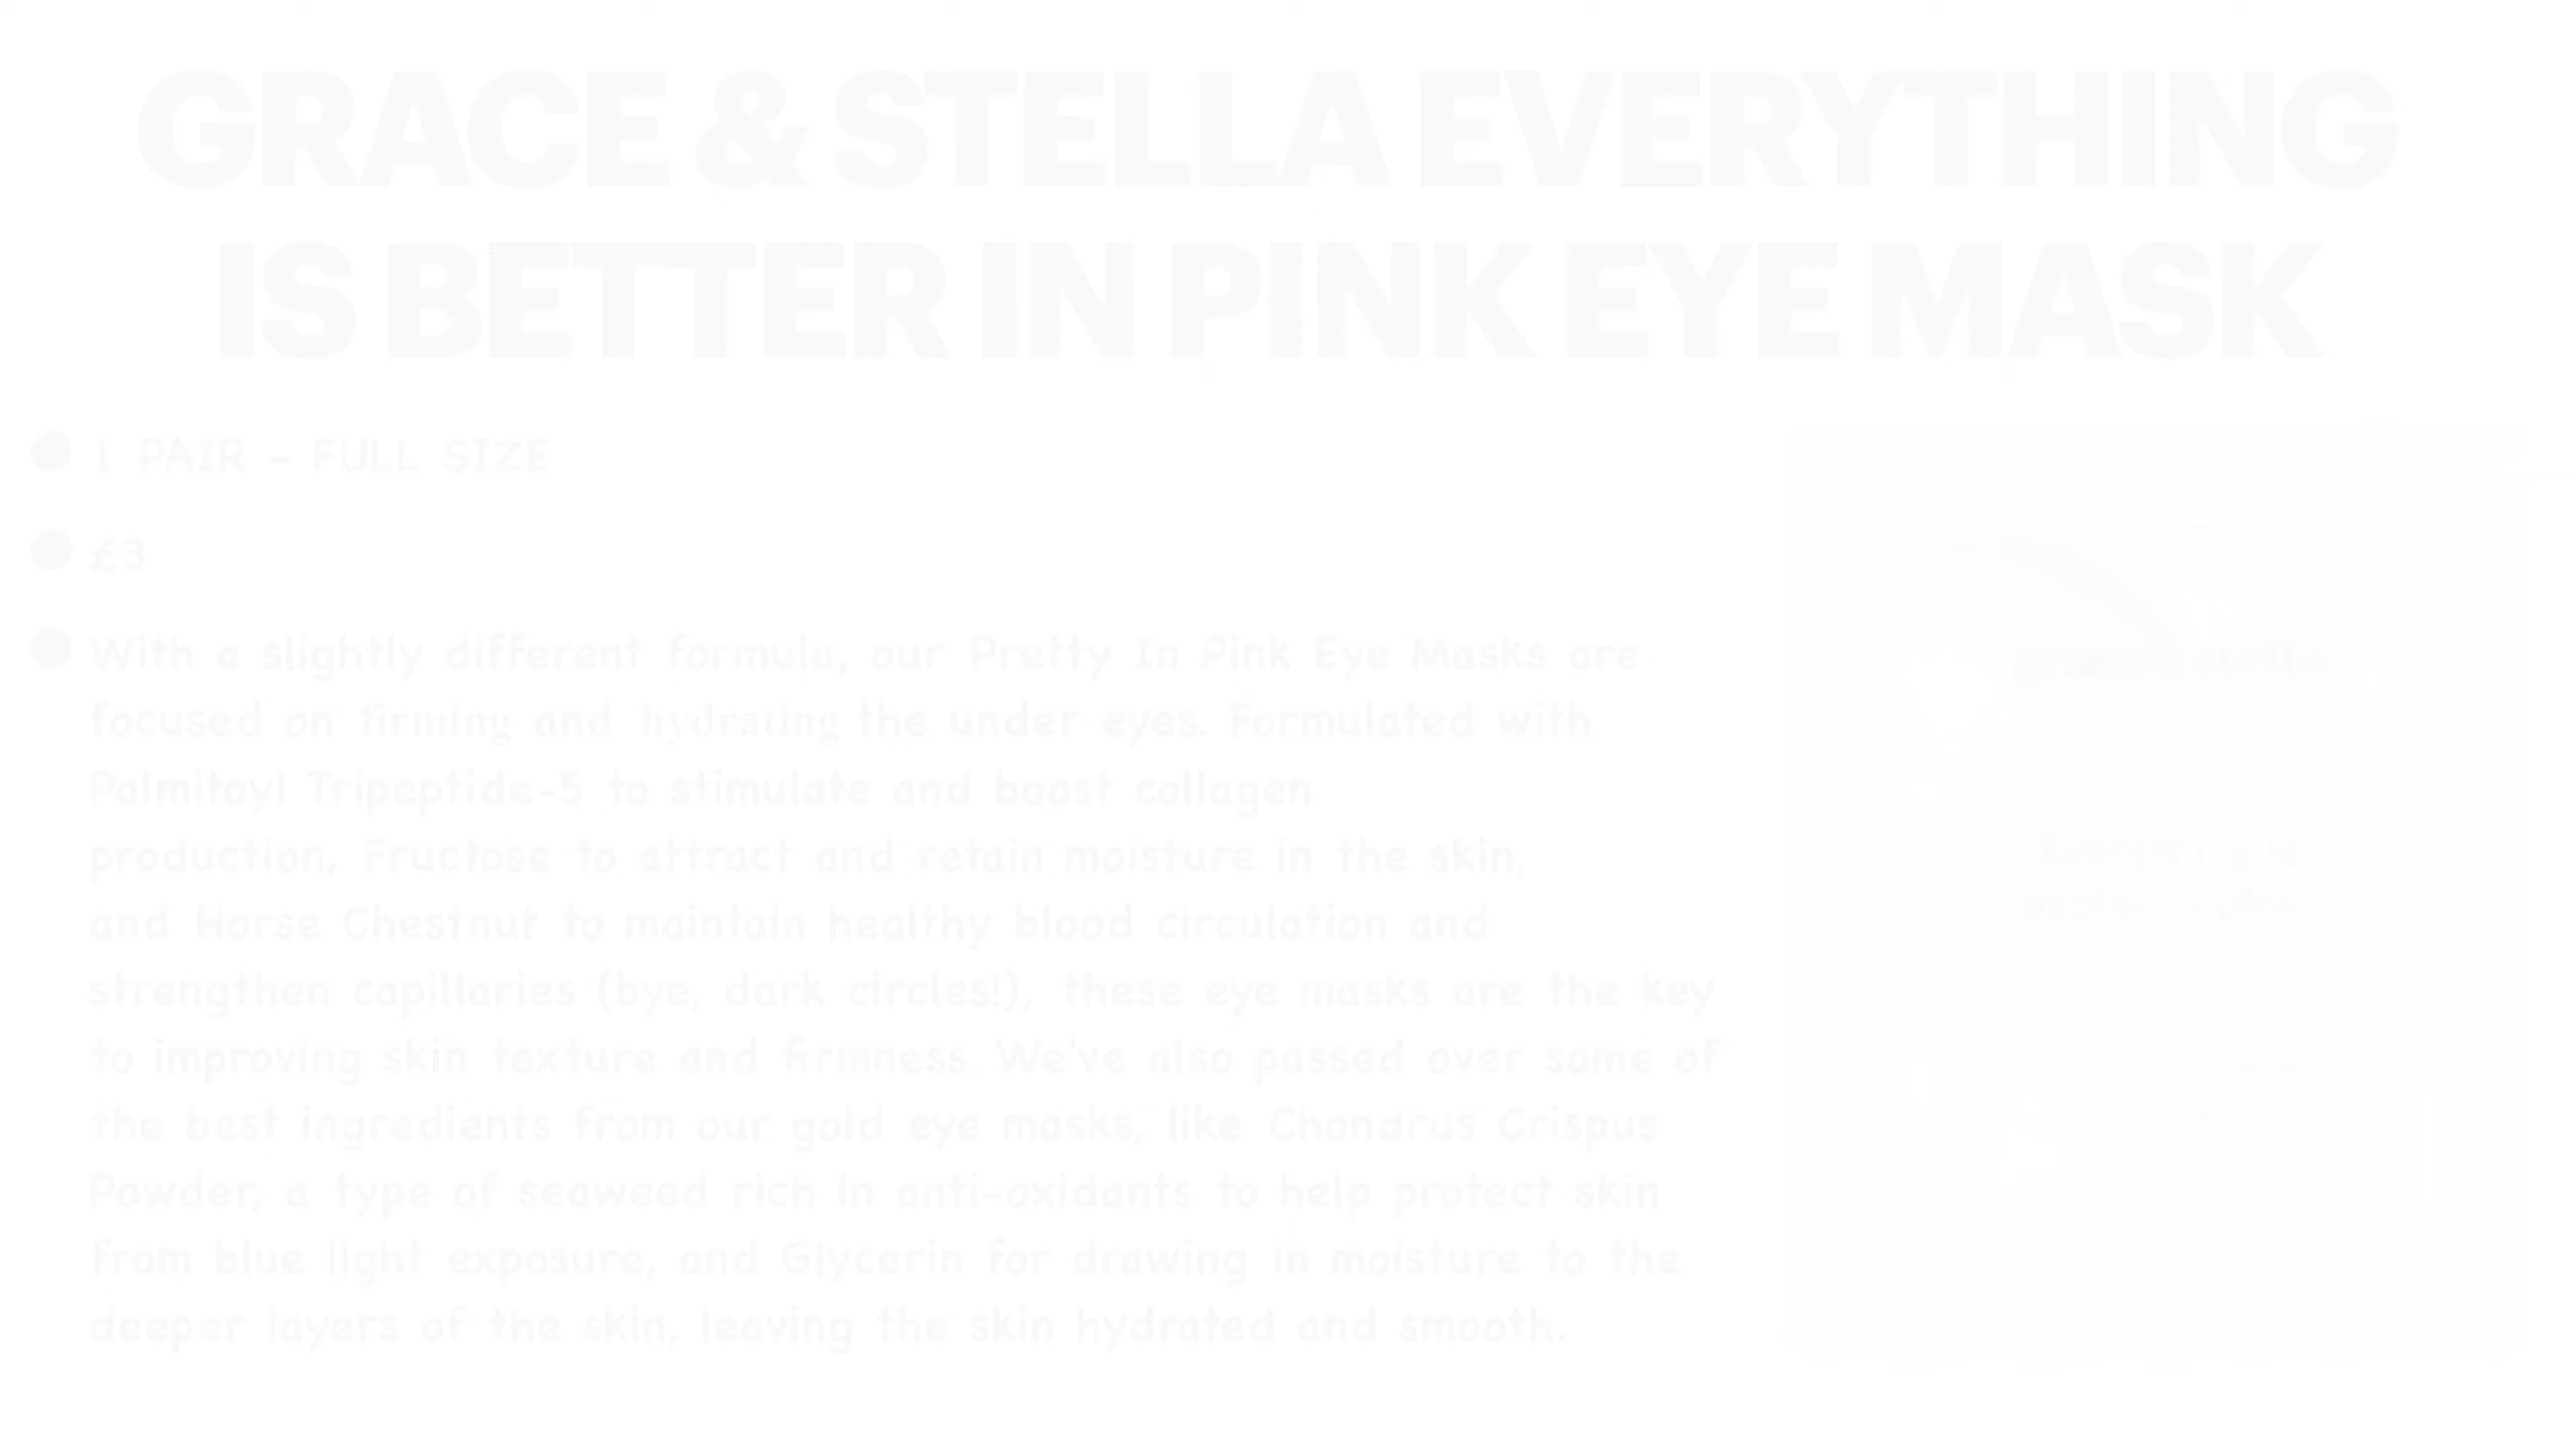 GRACE & STELLA EVERYTHING
IS BETTER IN PINK EYE MASK
1 PAIR - FULL SIZE
£3
With a slightly different formula, our Pretty In Pink Eye Masks are
focused on firming and hydrating the under eyes. Formulated with
Palmitoyl Tripeptide-5 to stimulate and boost collagen
production, Fructose to attract and retain moisture in the skin,
and Horse Chestnut to maintain healthy blood circulation and
strengthen capillaries (bye, dark circles!), these eye masks are the key
to improving skin texture and firmness. We've also passed over some of
the best ingredients from our gold eye masks, like Chondrus Crispus
Powder, a type of seaweed rich in anti-oxidants to help protect skin
from blue light exposure, and Glycerin for drawing in moisture to the
deeper layers of the skin, leaving the skin hydrated and smooth.
grace & stella
Everything is
better in pink.